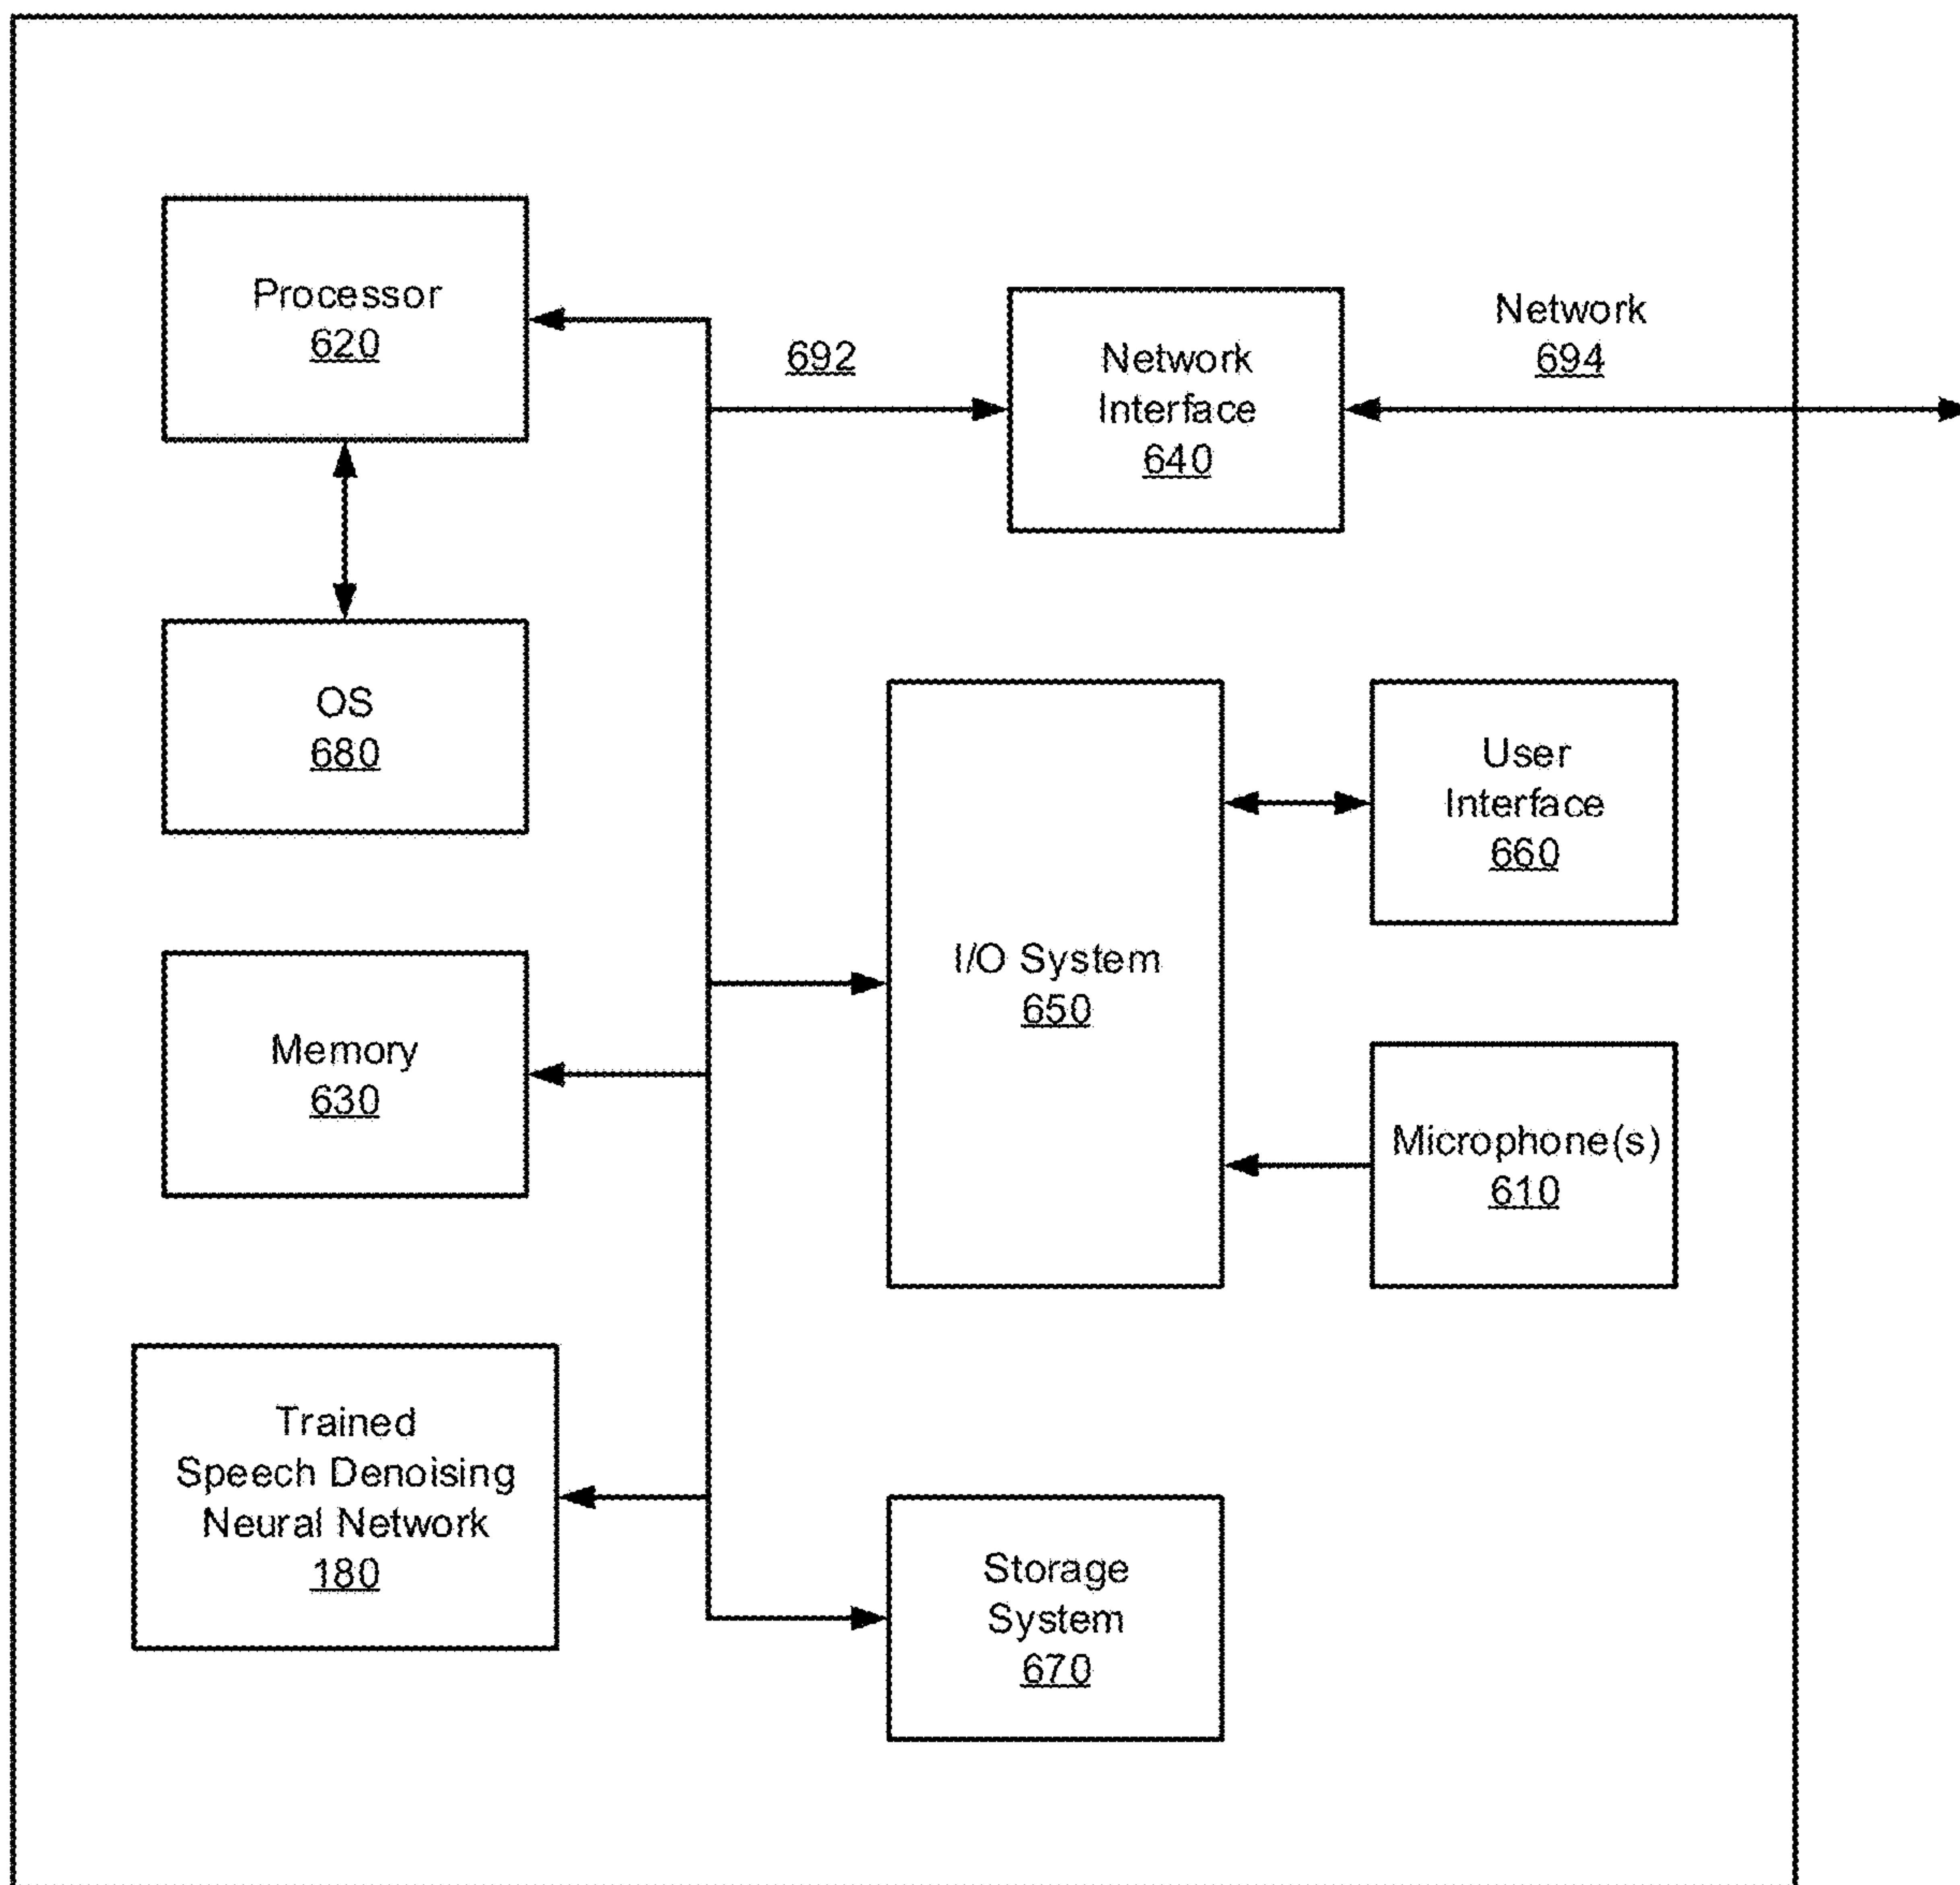 Processor
620
692
Network
Interface
640
Network
694
OS
680
User
Interface
660
I/O System
650
Memory
630
Microphone(s)
610
Trained
Speech Denoising
Neural Network
180
Storage
System
670